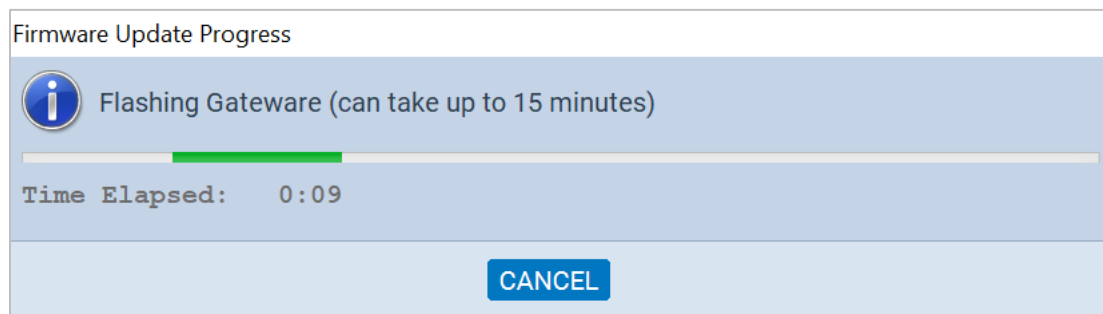 Firmware Update Progress
Flashing Gateware (can take up to 15 minutes)
Time Elapsed: 0:09
CANCEL